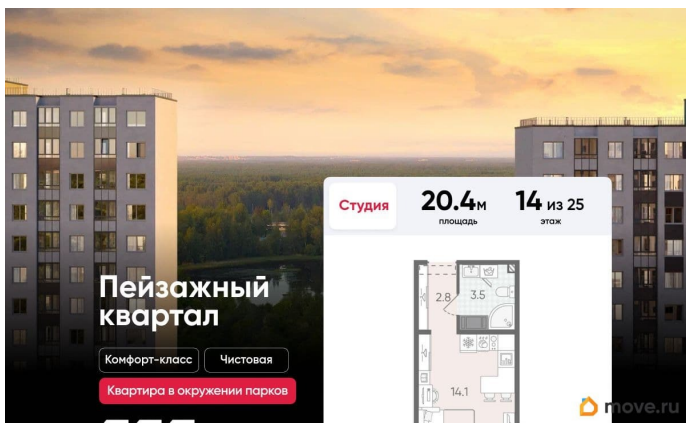 Студия
20.4м
площадь
14 из 25
этаж
Пейзажный
квартал
Комфорт-класс
Чистовая
Квартира в окружении парков
2.8
3.5
14.1
move.ru